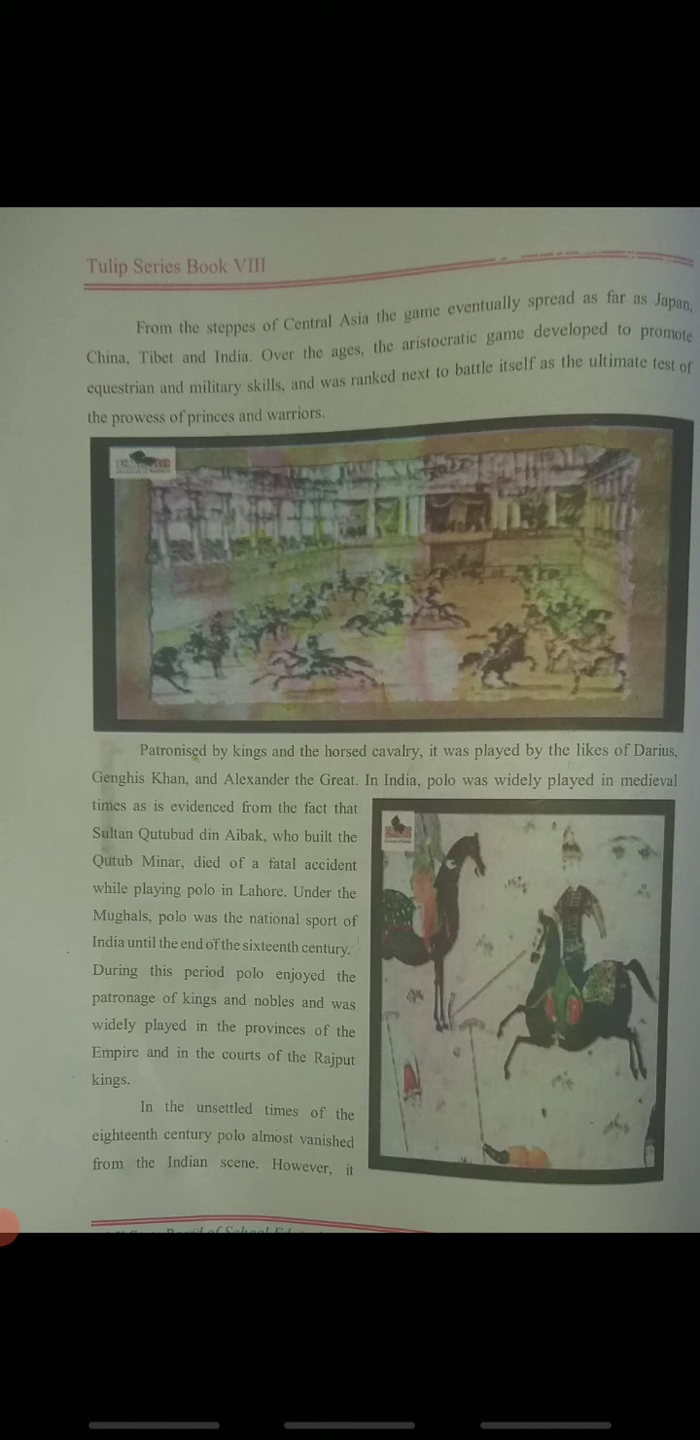 Tulip Series Book VIII
From the steppes of Central Asia the game eventually spread as far as Japan,
China, Tibet and India. Over the ages, the aristocratic game developed to promote
equestrian and military skills, and was ranked next to battle itself as the ultimate test of
the prowess of princes and warriors.
Patronised by kings and the horsed cavalry, it was played by the likes of Darius,
Genghis Khan, and Alexander the Great. In India, polo was widely played in medieval
times as is evidenced from the fact that
Sultan Qutubud din Aibak, who built the
Qutub Minar, died of a fatal accident
while playing polo in Lahore. Under the
Mughals, polo was the national sport of
India until the end of the sixteenth century.
During this period polo enjoyed the
patronage of kings and nobles and was
widely played in the provinces of the
Empire and in the courts of the Rajput
kings.
In the unsettled times of the
eighteenth century polo almost vanished
from the Indian scene. However, it
Board of School